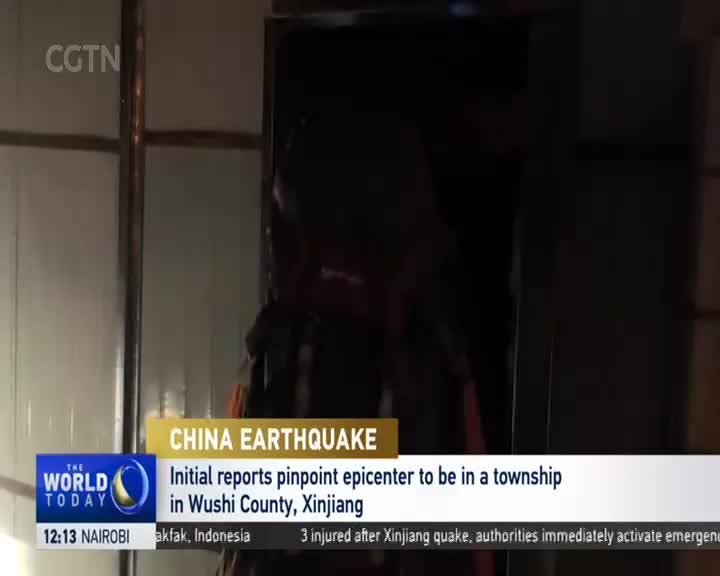 CGTN
CHINA EARTHQUAKE
Initial reports pinpoint epicenter to be in a township
in Wushi County, Xinjiang
THE
WORLD
TODAY
12:13 NAIROBI
akfak, Indonesia 3 injured after Xinjiang quake, authorities immediately activate emergenc